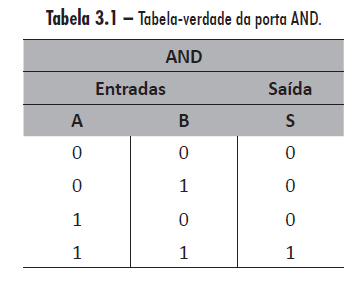 Tabela 3.1 – Tabela-verdade da porta AND.
AND
Entradas Saída
A B S
0 0 0
0 1 0
1 0 0
1 1 1